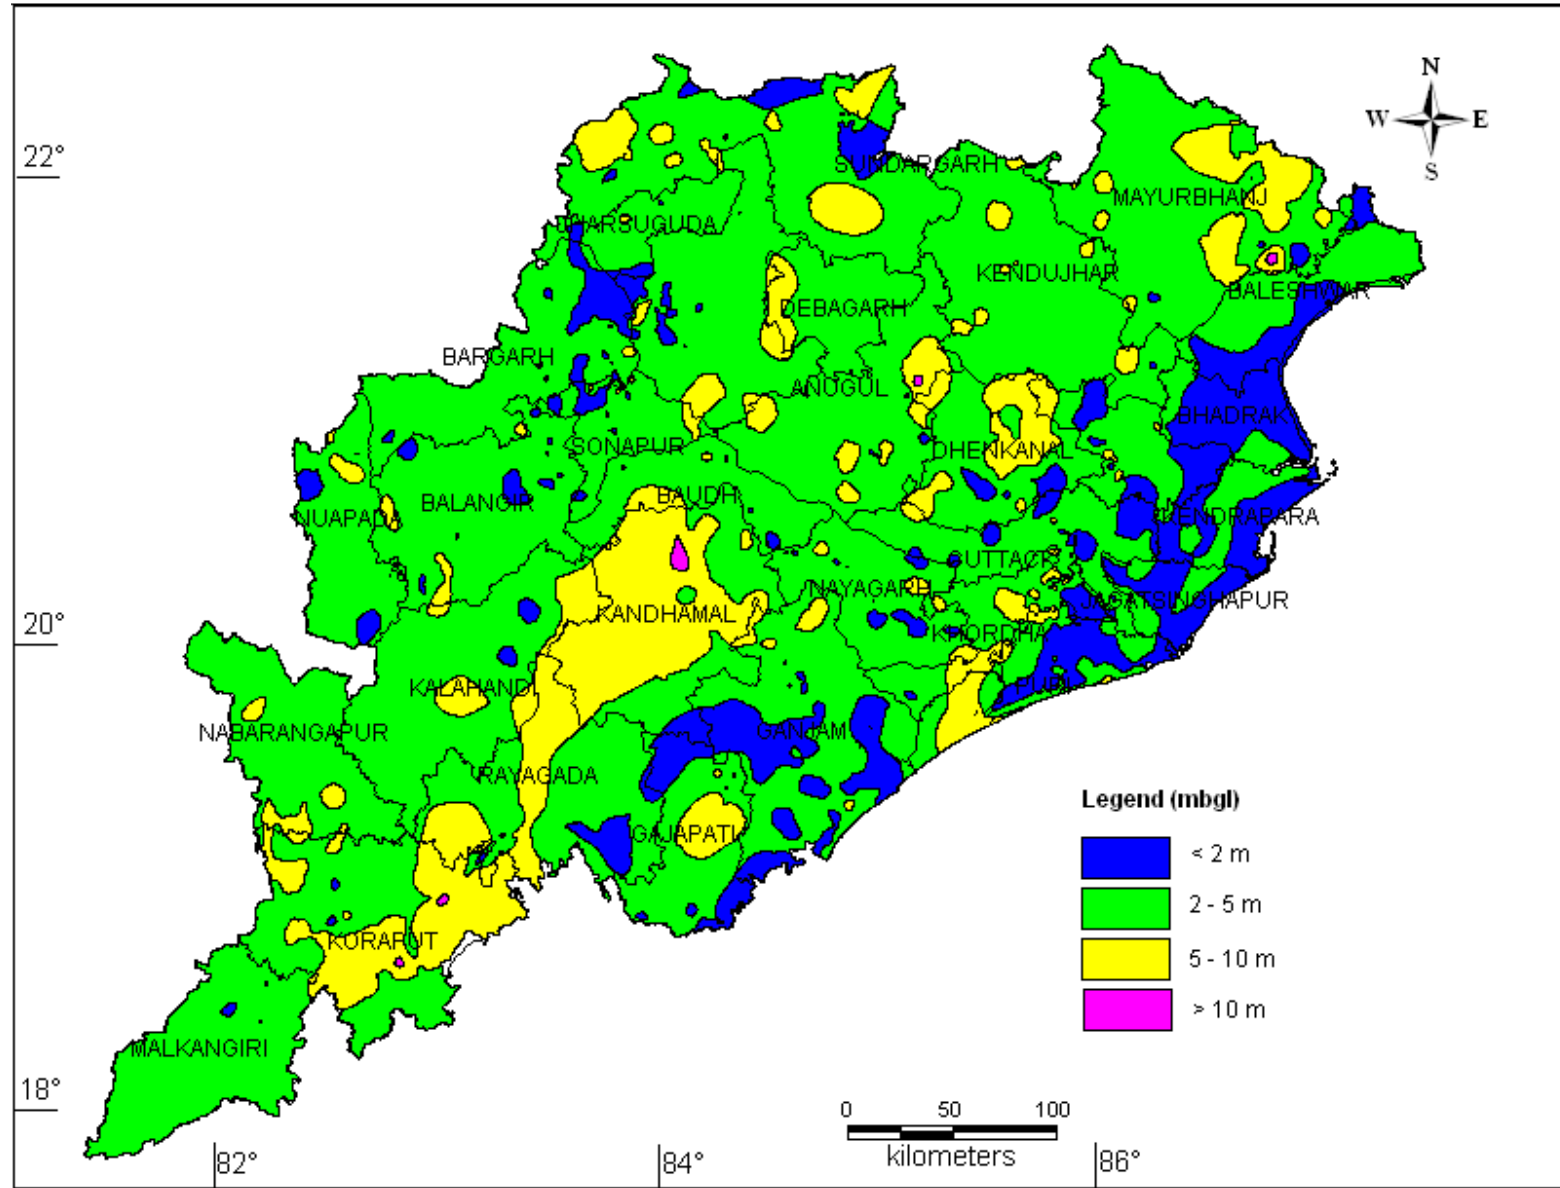 N
W E
S
22°
SUNDARGARH
MAYURBHANJ
JHARSUGUDA
KENDUJHAR
BALESHWAR
DEBAGARH
BARGARH
ANUGUL
BHADRAK
SONAPUR
DHENKANAL
BAUDH
BALANGIR
NUAPADA
KENDRAPARA
CUTTACK
NAYAGARH
JAGATSINGHAPUR
KANDHAMAL
20°
KHORDHA
KALAHANDI
PURI
NABARANGAPUR
GANJAM
RAYAGADA
Legend (mbgl)
GAJAPATI
< 2 m
2 - 5 m
KORAPUT
5 - 10 m
> 10 m
MALKANGIRI
18°
0 50 100
kilometers
82° 84° 86°